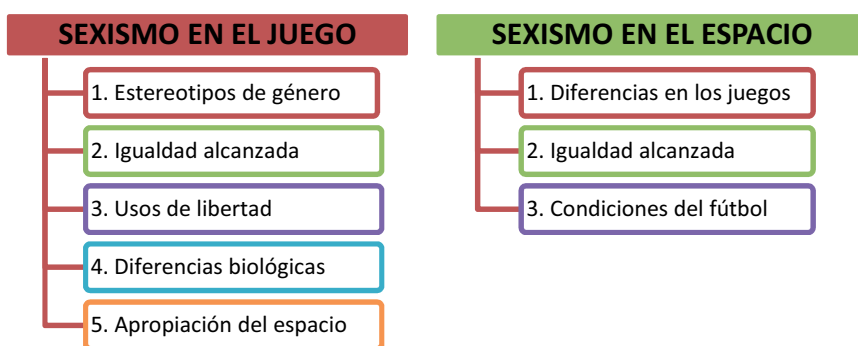 SEXISMO EN EL JUEGO
1. Estereotipos de género
2. Igualdad alcanzada
3. Usos de libertad
4. Diferencias biológicas
5. Apropiación del espacio
SEXISMO EN EL ESPACIO
1. Diferencias en los juegos
2. Igualdad alcanzada
3. Condiciones del fútbol